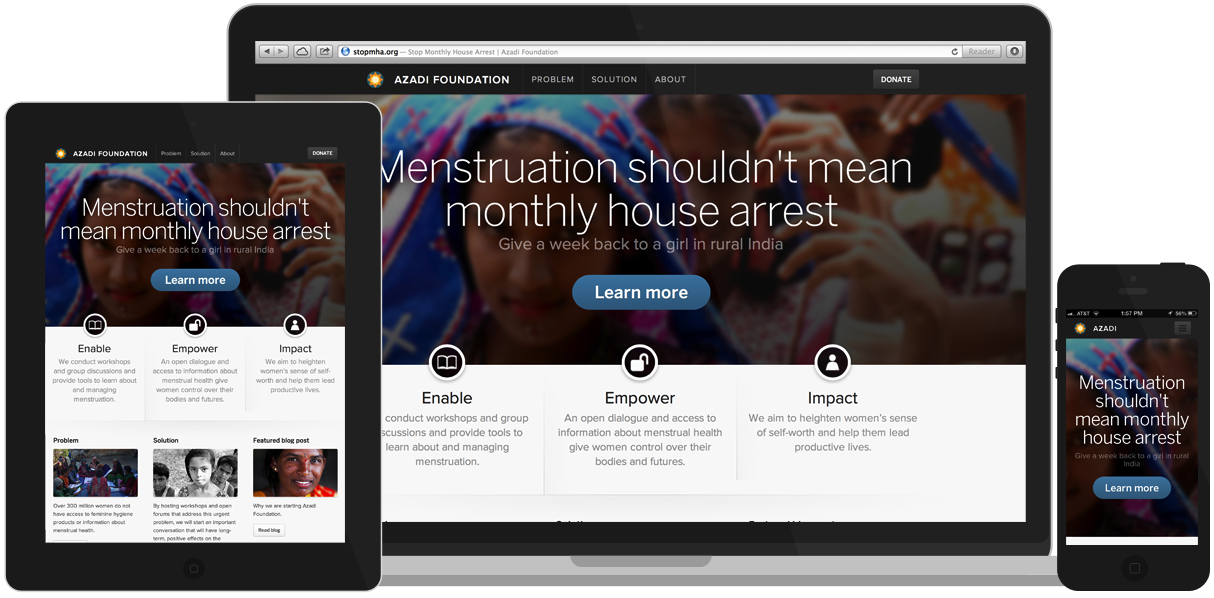 stopmha.org — Stop Monthly House Arrest | Azadi Foundation
Reader
AZADI FOUNDATION PROBLEM SOLUTION ABOUT DONATE
Menstruation shouldn't mean
monthly house arrest
Give a week back to a girl in rural India
Learn more
Enable
conduct workshops and group
scussions and provide tools to
learn about and managing
menstruation.
Empower
An open dialogue and access to
information about menstrual health
give women control over their
bodies and futures.
Impact
We aim to heighten women's sense
of self-worth and help them lead
productive lives.
AZADI FOUNDATION Problem Solution About DONATE
Menstruation shouldn't
mean monthly house arrest
Give a week back to a girl in rural India
Learn more
Enable
We conduct workshops
and group discussions and
provide tools to learn about
and managing
menstruation.
Empower
An open dialogue and
access to information about
menstrual health give
women control over their
bodies and futures.
Impact
We aim to heighten
women's sense of self-
worth and help them lead
productive lives.
Problem
Over 300 million women do not
have access to feminine hygiene
products or information about
menstrual health.
Solution
By hosting workshops and open
forums that address this urgent
problem, we will start an important
conversation that will have long-
term, positive effects on the
Featured blog post
Why we are starting Azadi
Foundation.
Read blog
AT&T 1:57 PM 56%
AZADI
Menstruation
shouldn't
mean monthly
house arrest
Give a week back to a girl in rural
India
Learn more